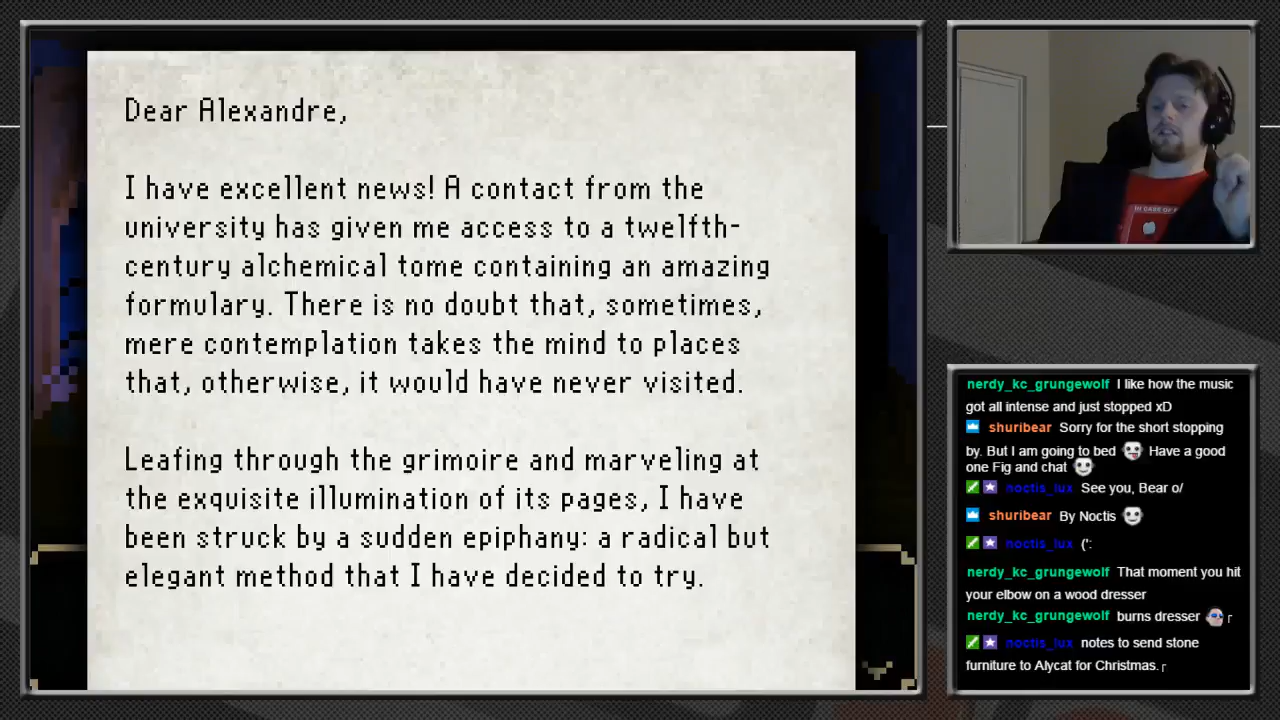 Dear Alexandre,
I have excellent news! A contact from the
university has given me access to a twelfth-
century alchemical tome containing an amazing
formulary. There is no doubt that, sometimes,
mere contemplation takes the mind to places
that, otherwise, it would have never visited.
Leafing through the grimoire and marveling at
the exquisite illumination of its pages, I have
been struck by a sudden epiphany: a radical but
elegant method that I have decided to try.
IN CASE OF
nerdy_kc_grungewolf I like how the music
got all intense and just stopped xD
shuribear Sorry for the short stopping
by. But I am going to bed Have a good
one Fig and chat
noctis_lux See you, Bear o/
shuribear By Noctis
noctis_lux (':
nerdy_kc_grungewolf That moment you hit
your elbow on a wood dresser
nerdy_kc_grungewolf burns dresser
noctis_lux notes to send stone
furniture to Alycat for Christmas.